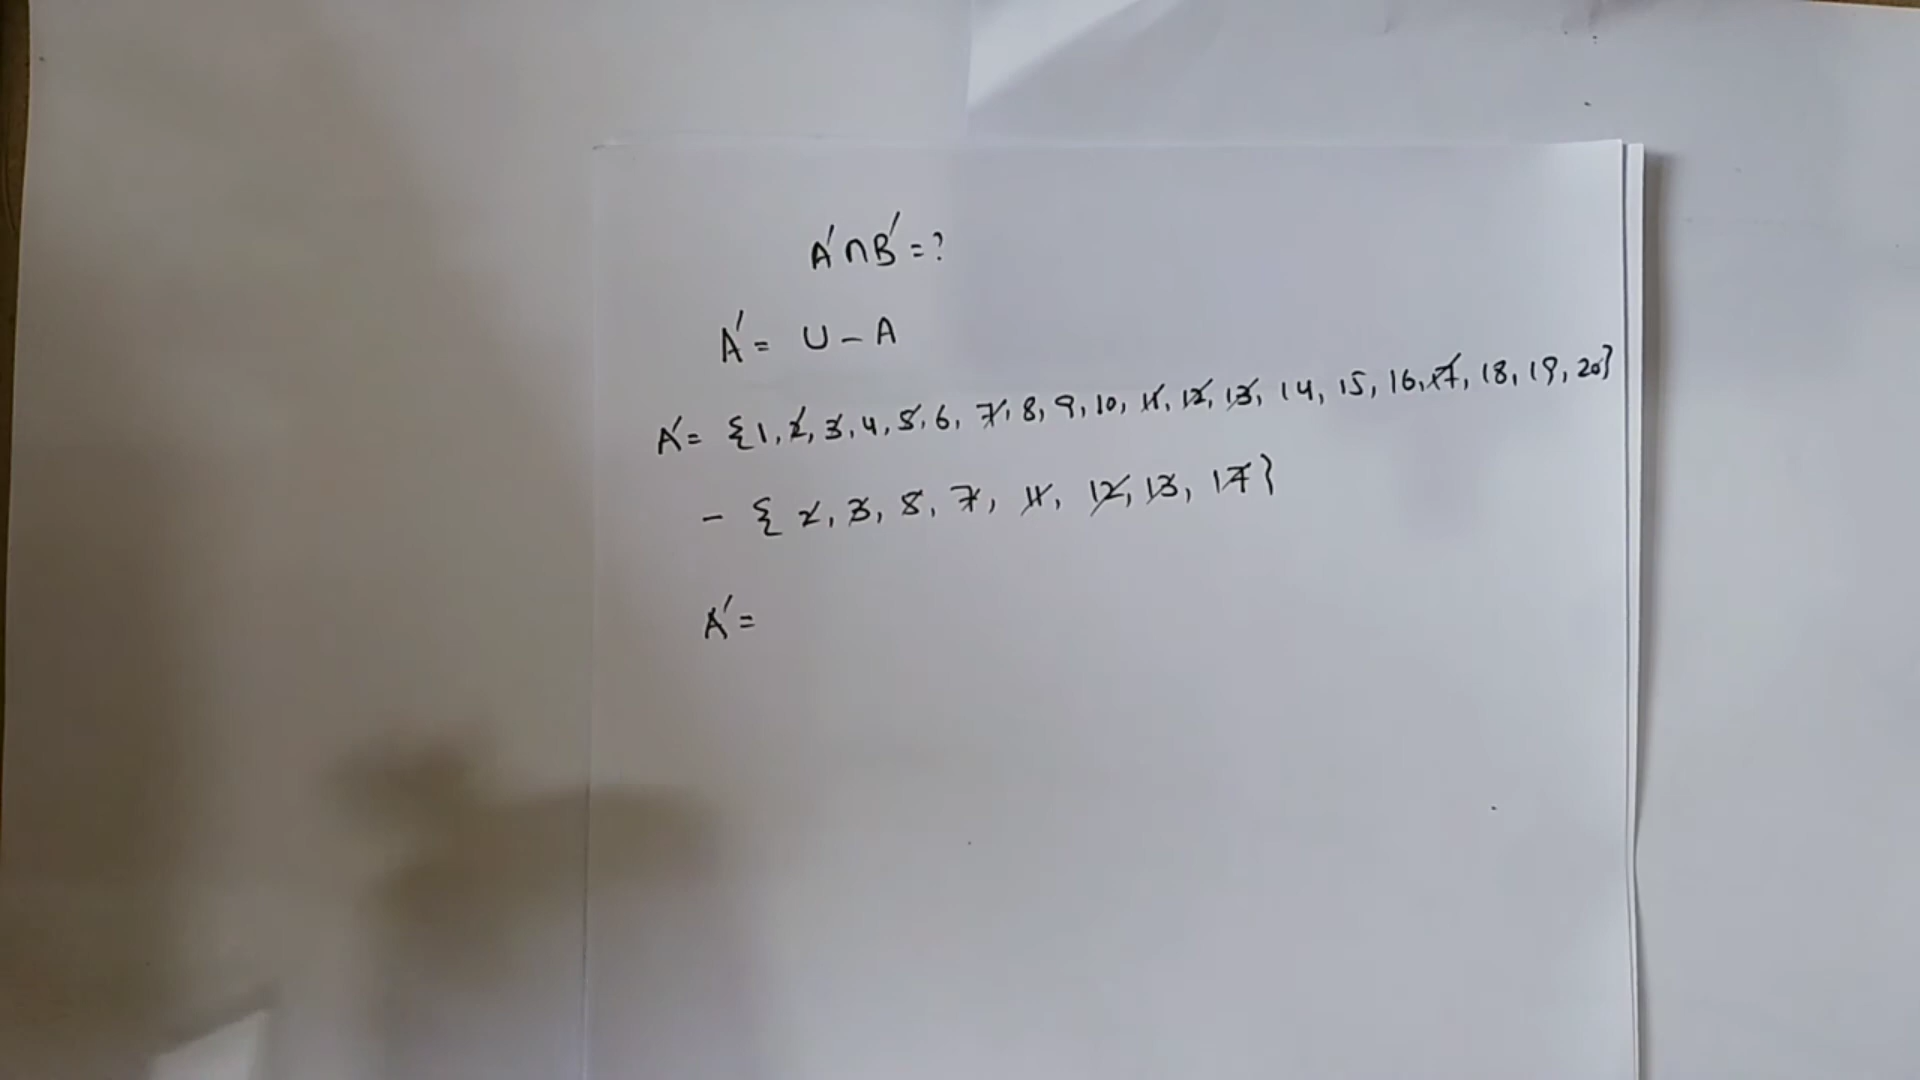 A′∩B′=?
A′= U-A
A′= {1, 2, 3, 4, 5, 6, 7, 8, 9, 10, 11, 12, 13, 14, 15, 16, 17, 18, 19, 20}
- { 2, 3, 5, 7, 11, 12, 13, 17}
A′=